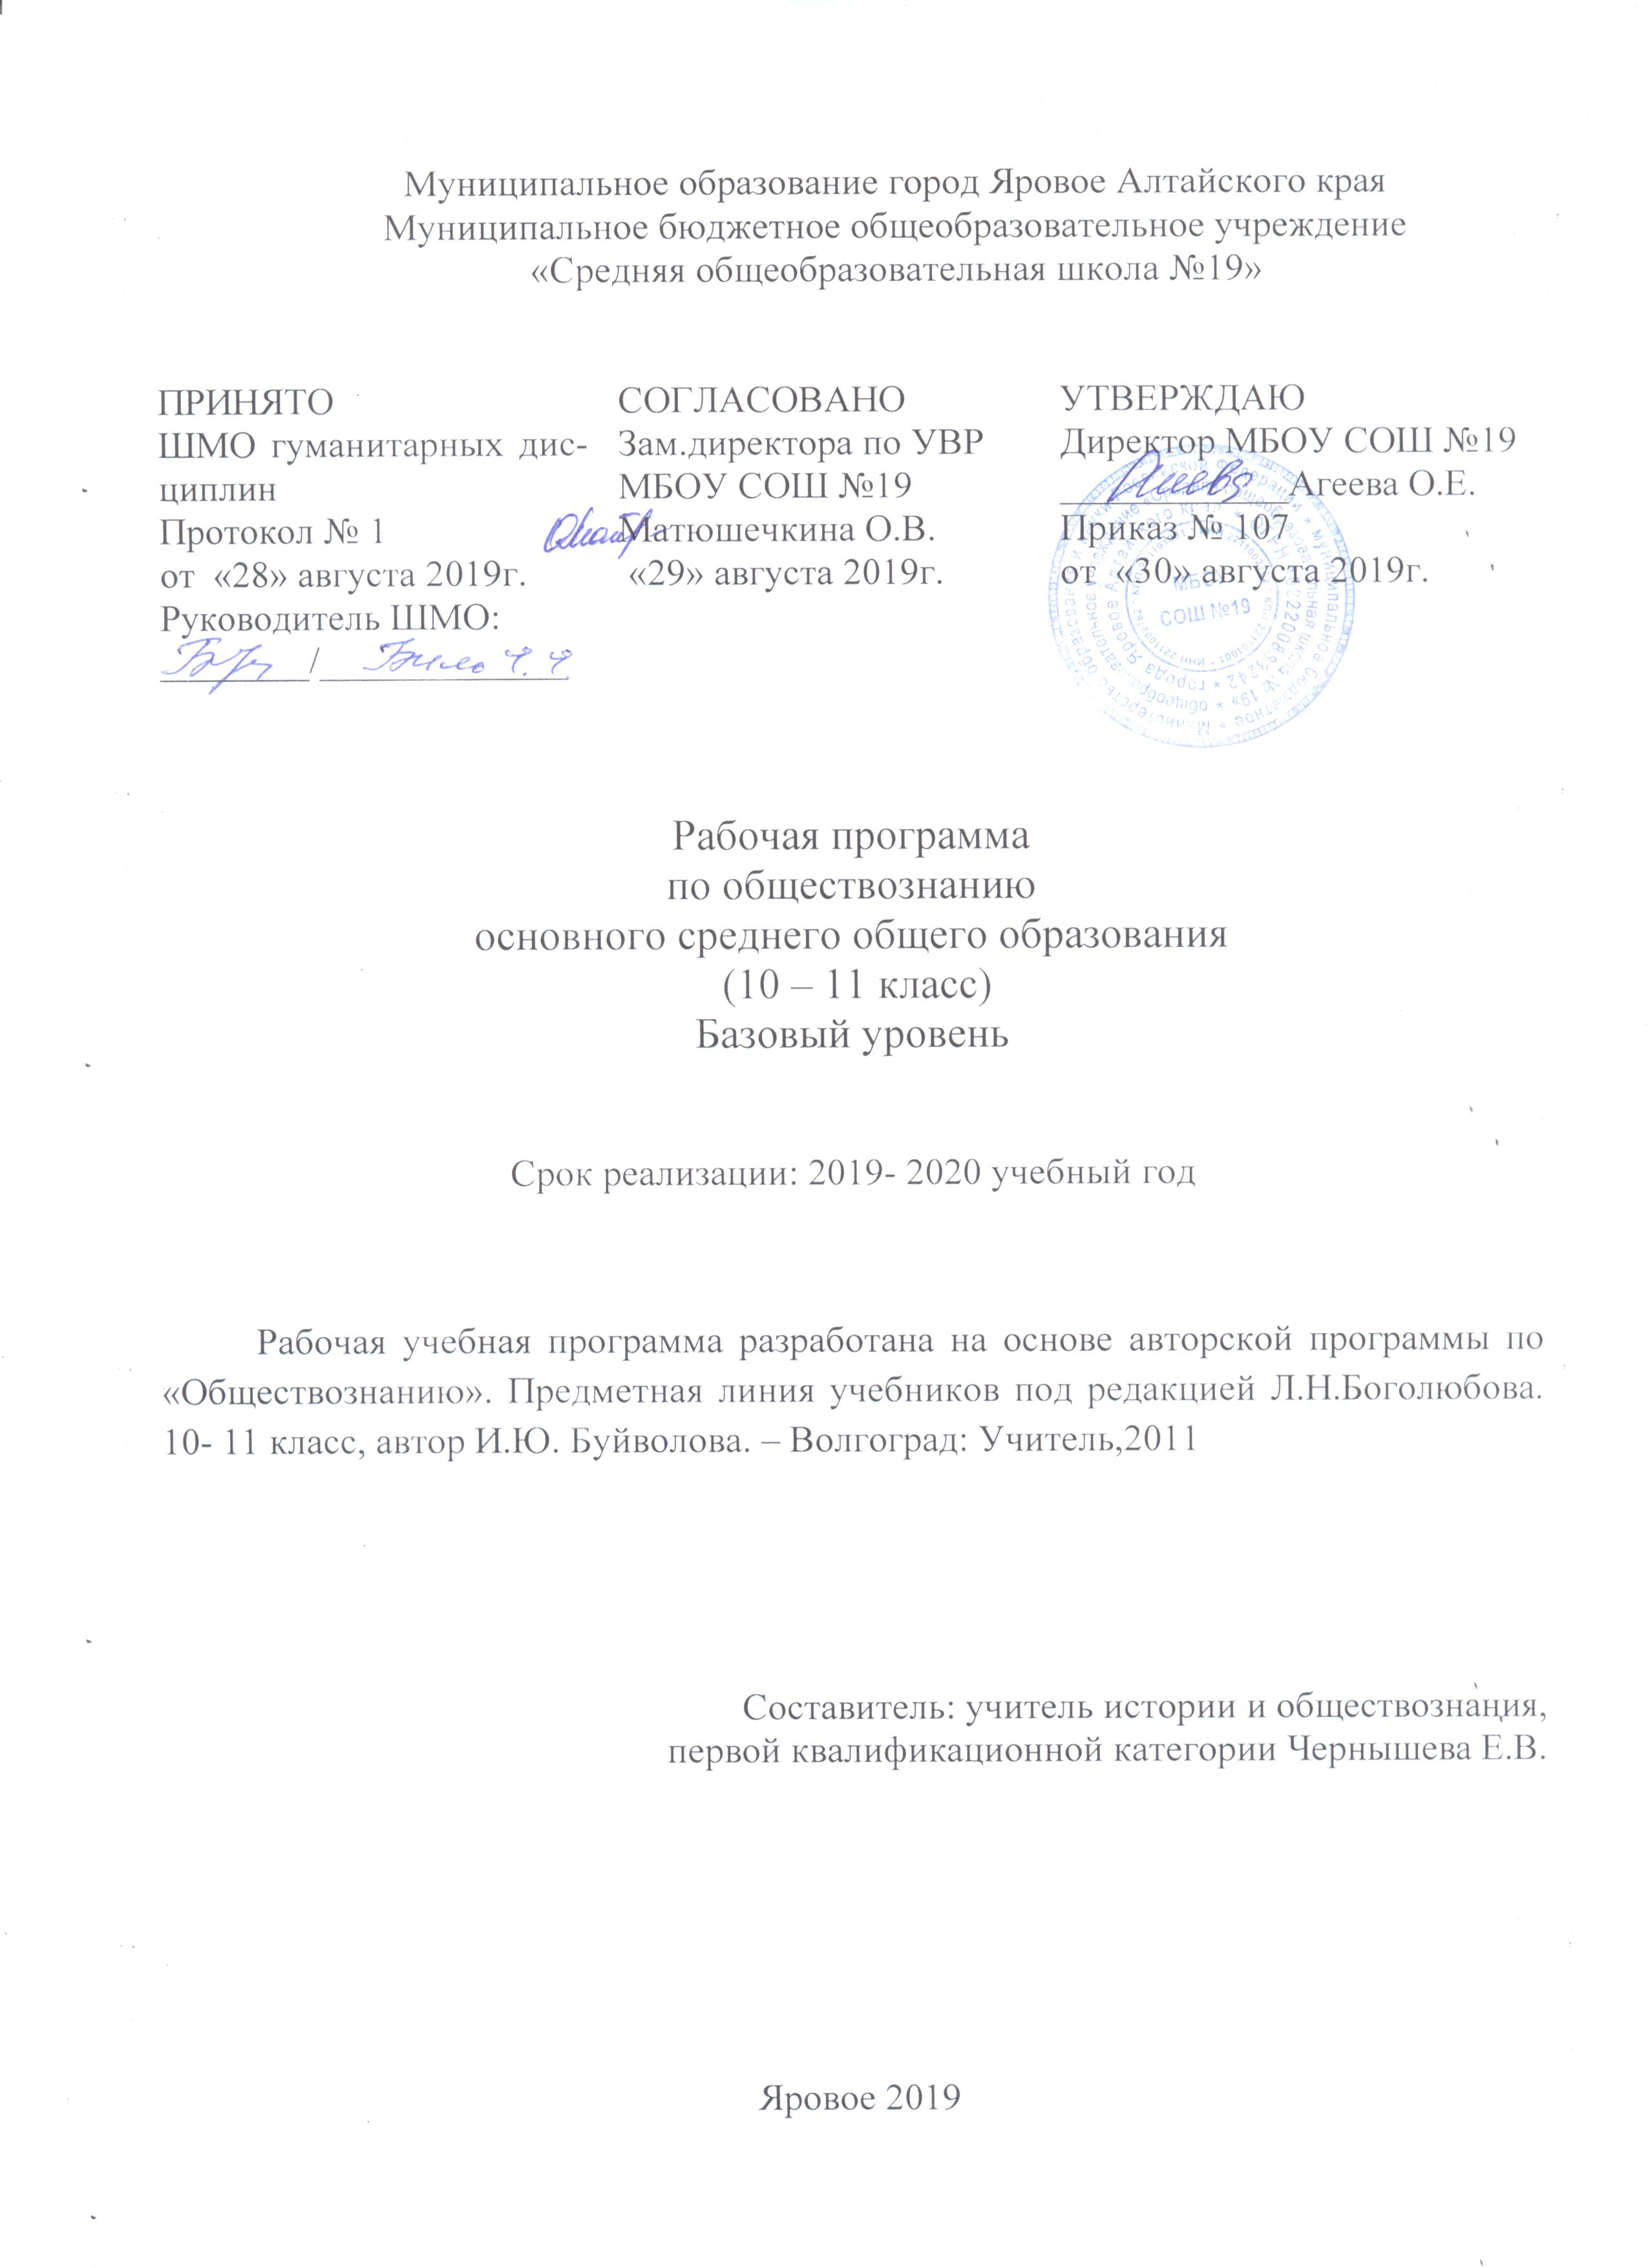 Муниципальное образование город Яровое Алтайского края
Муниципальное бюджетное общеобразовательное учреждение
«Средняя общеобразовательная школа №19»
ПРИНЯТО
ШМО гуманитарных дис-
циплин
Протокол № 1
от «28» августа 2019г.
Руководитель ШМО:
/
СОГЛАСОВАНО
Зам.директора по УВР
МБОУ СОШ №19
Матюшечкина О.В.
«29» августа 2019г.
УТВЕРЖДАЮ
Директор МБОУ СОШ №19
Агеева О.Е.
Приказ № 107
от «30» августа 2019г.
СОШ №19
Рабочая программа
по обществознанию
основного среднего общего образования
(10 – 11 класс)
Базовый уровень
Срок реализации: 2019- 2020 учебный год
Рабочая учебная программа разработана на основе авторской программы по
«Обществознанию». Предметная линия учебников под редакцией Л.Н.Боголюбова.
10- 11 класс, автор И.Ю. Буйволова. – Волгоград: Учитель,2011
Составитель: учитель истории и обществознания,
первой квалификационной категории Чернышева Е.В.
Яровое 2019